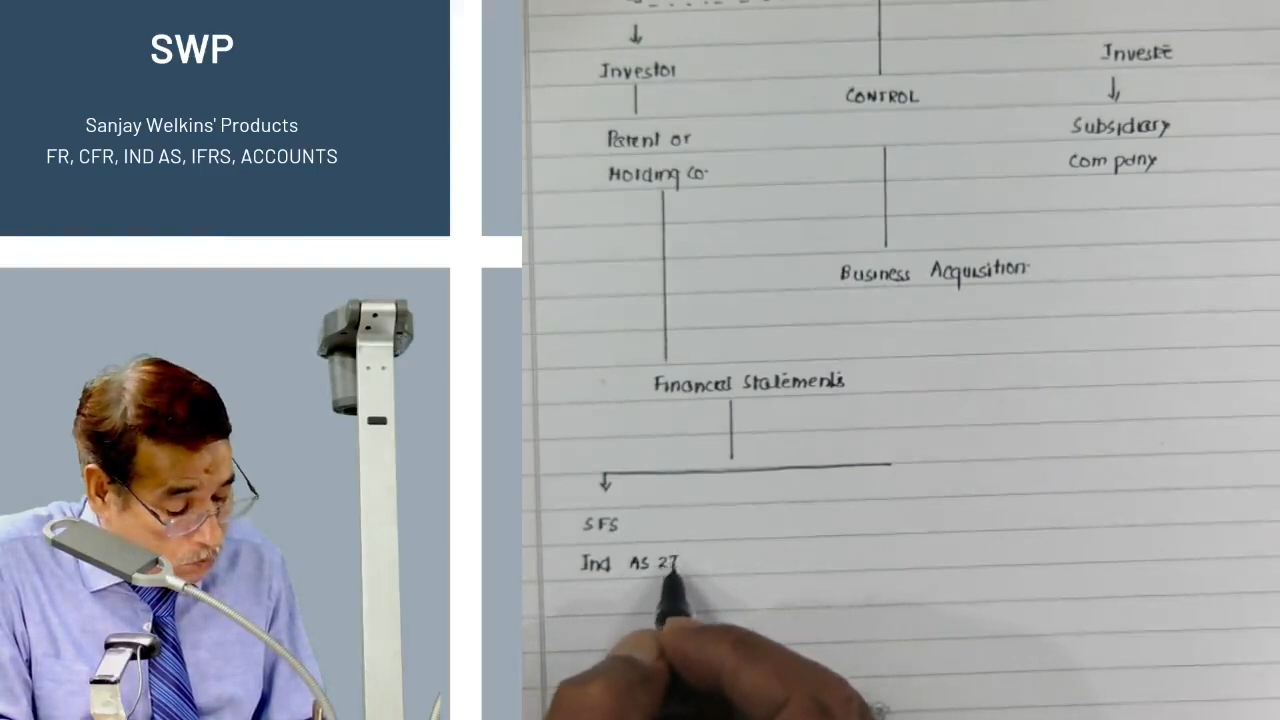 SWP
Sanjay Welkins' Products
FR, CFR, IND AS, IFRS, ACCOUNTS
Investor
Investē
CONTROL
Parent or
Holding Co.
Subsidiary
Company
Business Acquisition
Financial Statements
SFS
Ind AS 27